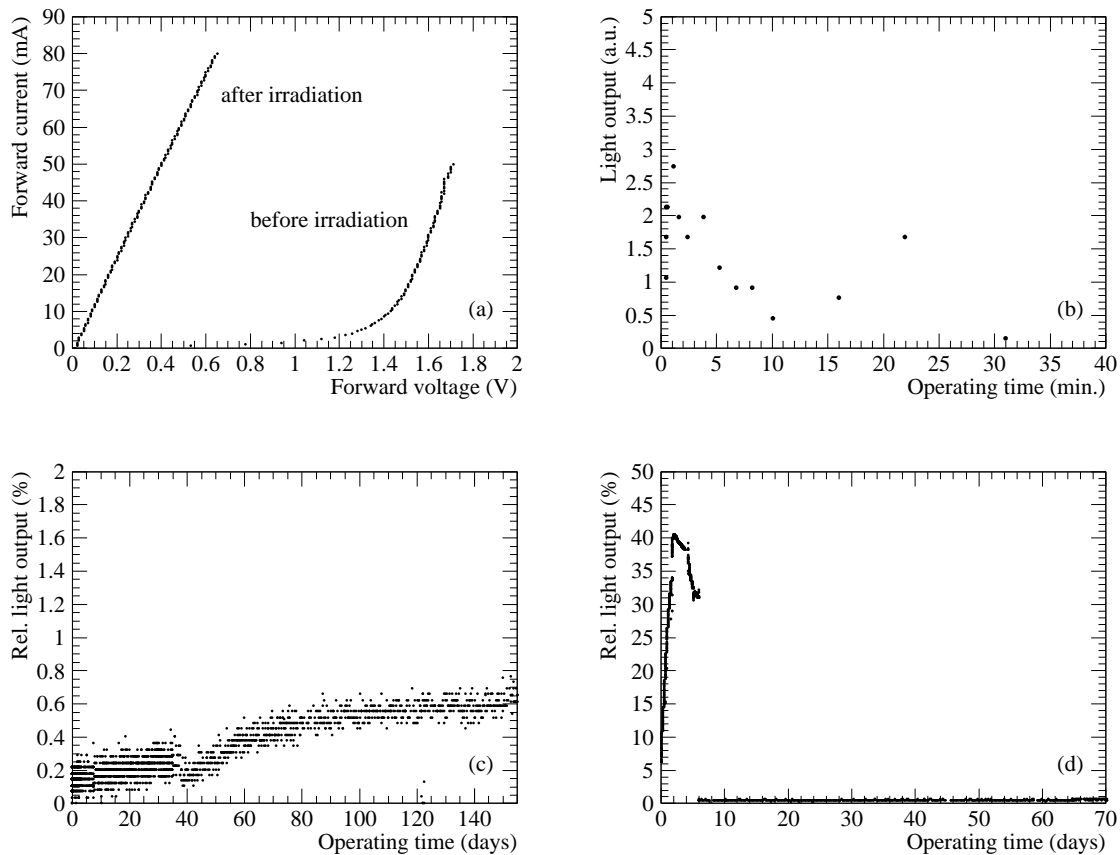 Forward current (mA)
90
80
70
60
50
40
30
20
10
0
after irradiation
before irradiation
(a)
0 0.2 0.4 0.6 0.8 1 1.2 1.4 1.6 1.8 2
Forward voltage (V)
Light output (a.u.)
5
4.5
4
3.5
3
2.5
2
1.5
1
0.5
0
(b)
0 5 10 15 20 25 30 35 40
Operating time (min.)
Rel. light output (%)
2
1.8
1.6
1.4
1.2
1
0.8
0.6
0.4
0.2
0
(c)
0 20 40 60 80 100 120 140
Operating time (days)
Rel. light output (%)
50
45
40
35
30
25
20
15
10
5
0
(d)
0 10 20 30 40 50 60 70
Operating time (days)